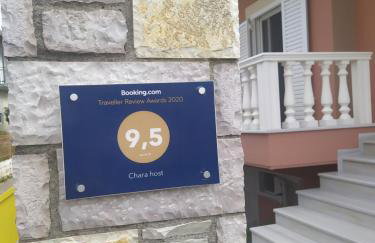 Booking.com
Traveller Review Awards 2020
9,5
Chara host